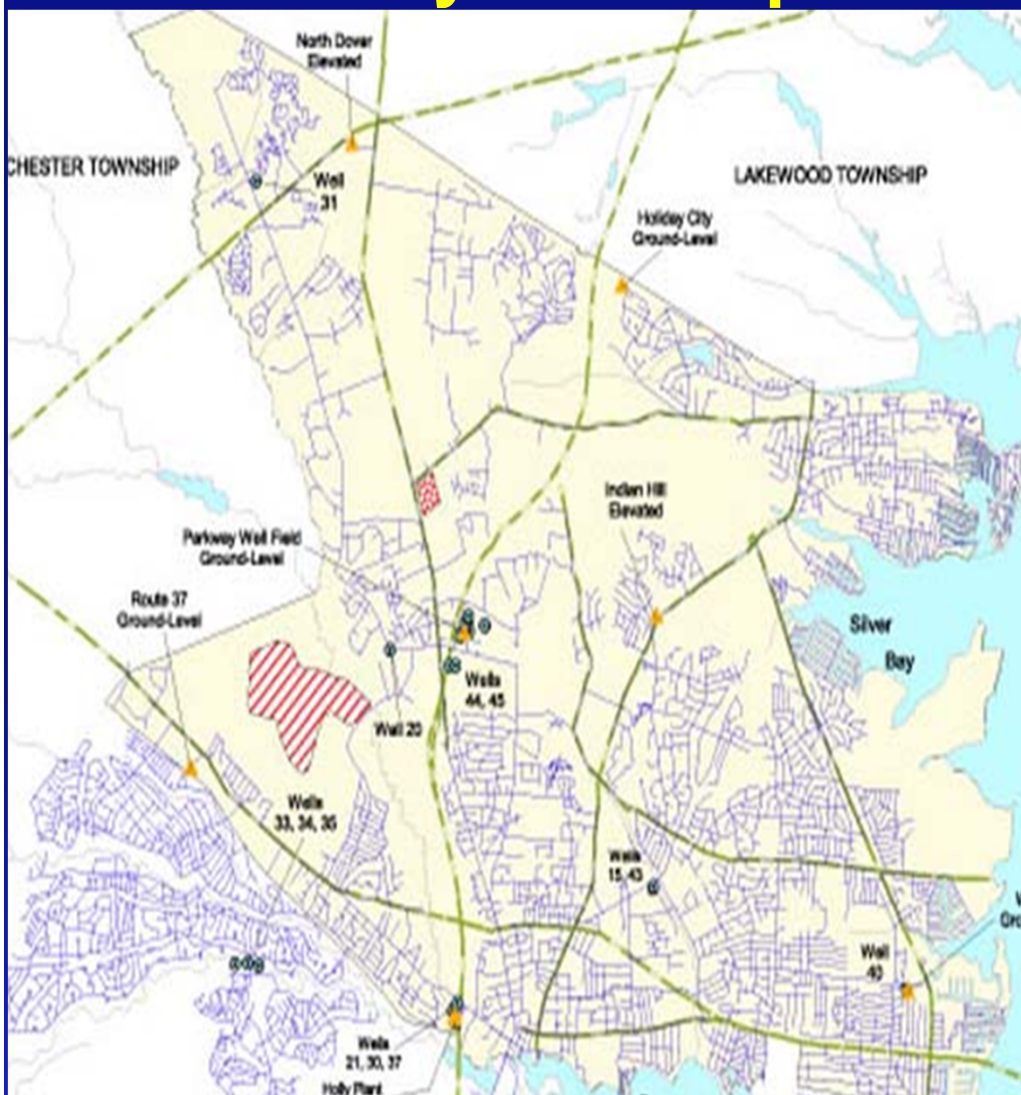 North Dover
Elevated
CHESTER TOWNSHIP
Well
31
LAKEWOOD TOWNSHIP
Holiday City
Ground-Level
Indian Hill
Elevated
Parkway Well Field
Ground-Level
Route 37
Ground-Level
Silver
Bay
Wells
44, 45
Well 20
Wells
33, 34, 35
Wells
15, 43
Well
40
Wells
21, 30, 37
Holly Plant